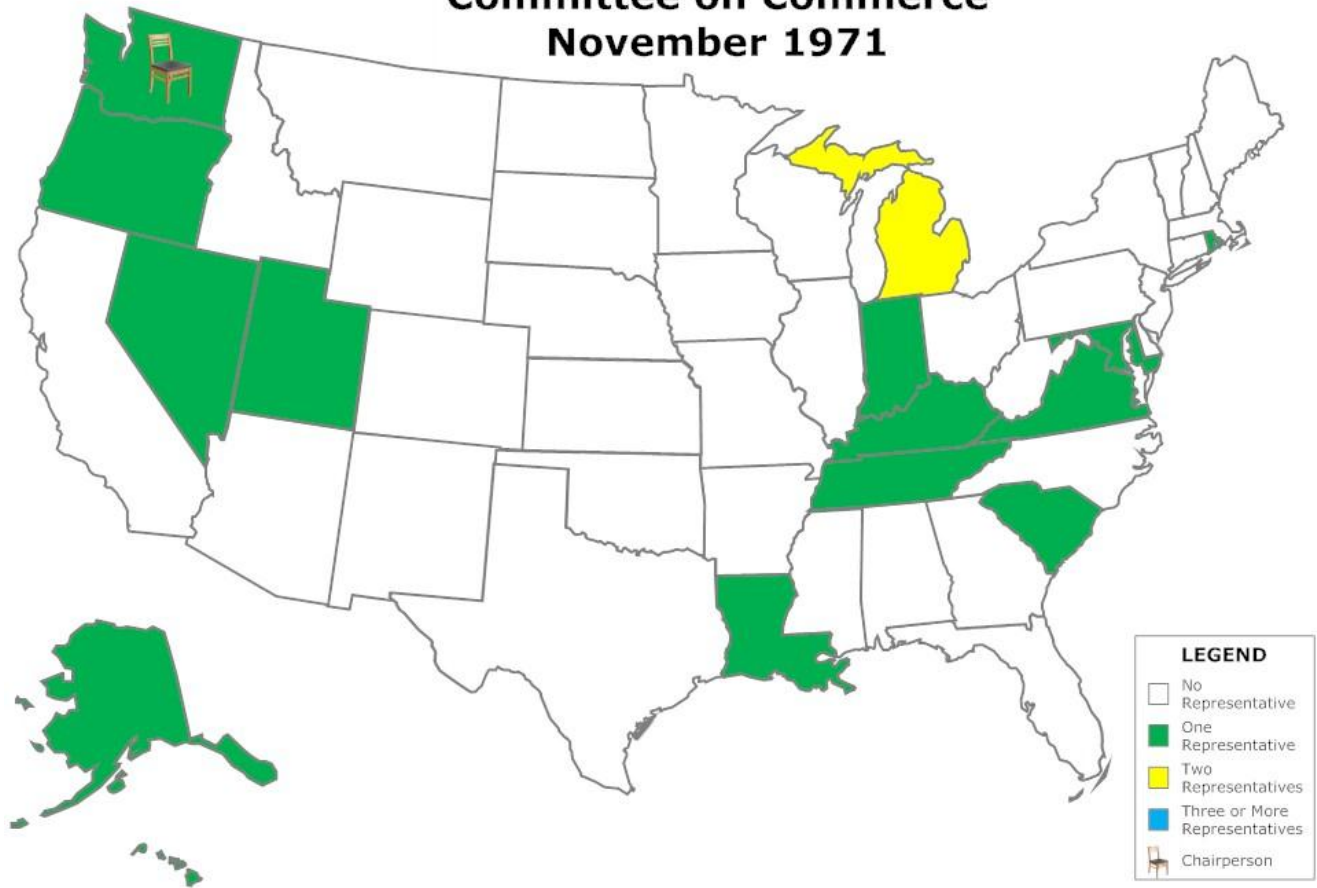 Committee on Commerce
November 1971
LEGEND
No
Representative
One
Representative
Two
Representatives
Three or More
Representatives
Chairperson